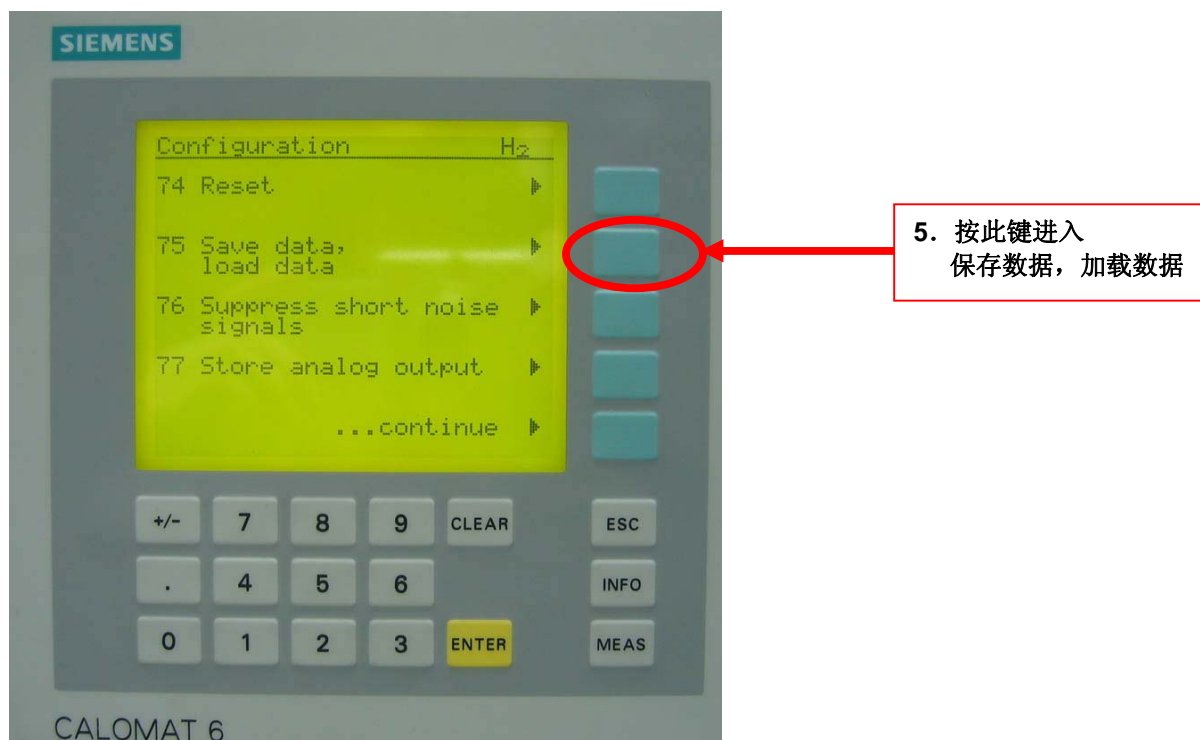 SIEMENS
Configuration H₂
74 Reset
75 Save data,
load data
76 Suppress short noise
signals
77 Store analog output
...continue
5. 按此键进入
保存数据，加载数据
+/- 7 8 9 CLEAR ESC
. 4 5 6 INFO
0 1 2 3 ENTER MEAS
CALOMAT 6